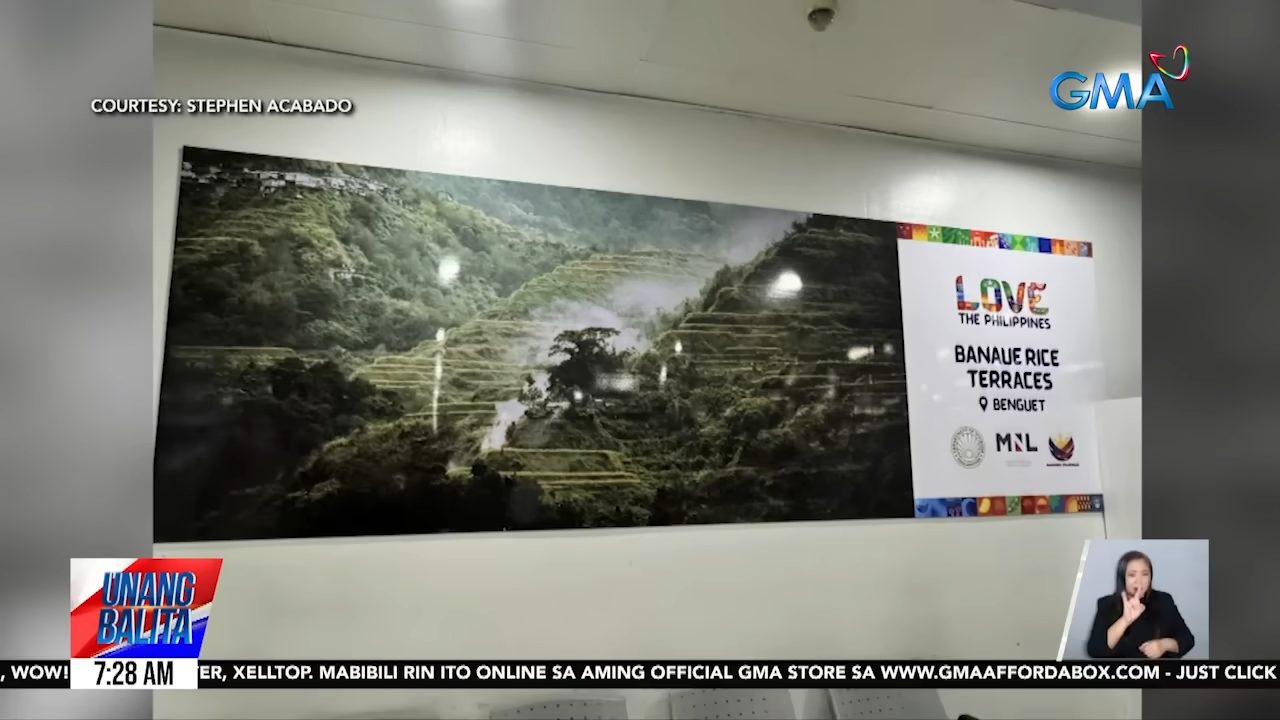 COURTESY: STEPHEN ACABADO
GMA
LOVE
THE PHILIPPINES
BANAUE RICE
TERRACES
BENGUET
MNL
UNANG
BALITA
7:28 AM
, WOW! ER, XELLTOP. MABIBILI RIN ITO ONLINE SA AMING OFFICIAL GMA STORE SA WWW.GMAAFFORDABOX.COM - JUST CLICK